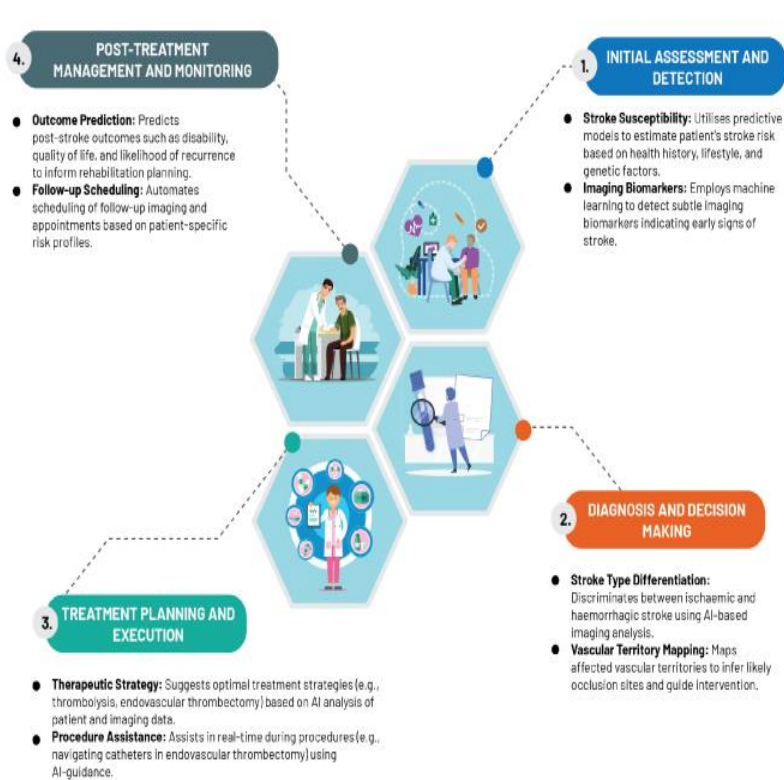 1.
INITIAL ASSESSMENT AND
DETECTION
● Stroke Susceptibility: Utilises predictive
models to estimate patient's stroke risk
based on health history, lifestyle, and
genetic factors.
● Imaging Biomarkers: Employs machine
learning to detect subtle imaging
biomarkers indicating early signs of
stroke.
2.
DIAGNOSIS AND DECISION
MAKING
● Stroke Type Differentiation:
Discriminates between ischaemic and
haemorrhagic stroke using AI-based
imaging analysis.
● Vascular Territory Mapping: Maps
affected vascular territories to infer likely
occlusion sites and guide intervention.
3.
TREATMENT PLANNING AND
EXECUTION
● Therapeutic Strategy: Suggests optimal treatment strategies (e.g.,
thrombolysis, endovascular thrombectomy) based on AI analysis of
patient and imaging data.
● Procedure Assistance: Assists in real-time during procedures (e.g.,
navigating catheters in endovascular thrombectomy) using
AI-guidance.
4.
POST-TREATMENT
MANAGEMENT AND MONITORING
● Outcome Prediction: Predicts
post-stroke outcomes such as disability,
quality of life, and likelihood of recurrence
to inform rehabilitation planning.
● Follow-up Scheduling: Automates
scheduling of follow-up imaging and
appointments based on patient-specific
risk profiles.